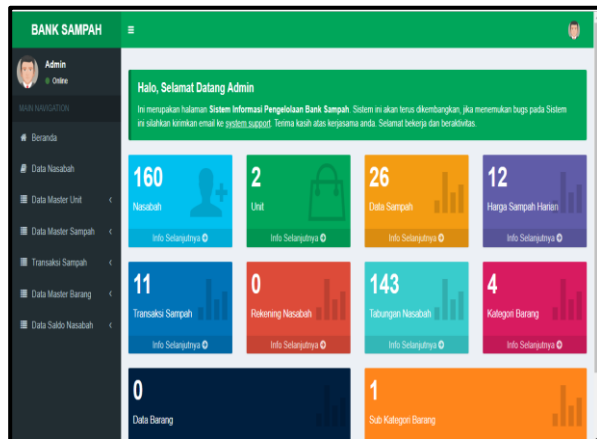 BANK SAMPAH
Admin
Online
MAIN NAVIGATION
Beranda
Data Nasabah
Data Master Unit
Data Master Sampah
Transaksi Sampah
Data Master Barang
Data Saldo Nasabah
Halo, Selamat Datang Admin
Ini merupakan halaman Sistem Informasi Pengelolaan Bank Sampah. Sistem ini akan terus dikembangkan, jika menemukan bugs pada Sistem
ini silahkan kirimkan email ke system support. Terima kasih atas kerjasama anda. Selamat bekerja dan beraktivitas.
160
Nasabah
Info Selanjutnya
2
Unit
Info Selanjutnya
26
Data Sampah
Info Selanjutnya
12
Harga Sampah Harian
Info Selanjutnya
11
Transaksi Sampah
Info Selanjutnya
0
Rekening Nasabah
Info Selanjutnya
143
Tabungan Nasabah
Info Selanjutnya
4
Kategori Barang
Info Selanjutnya
0
Data Barang
1
Sub Kategori Barang